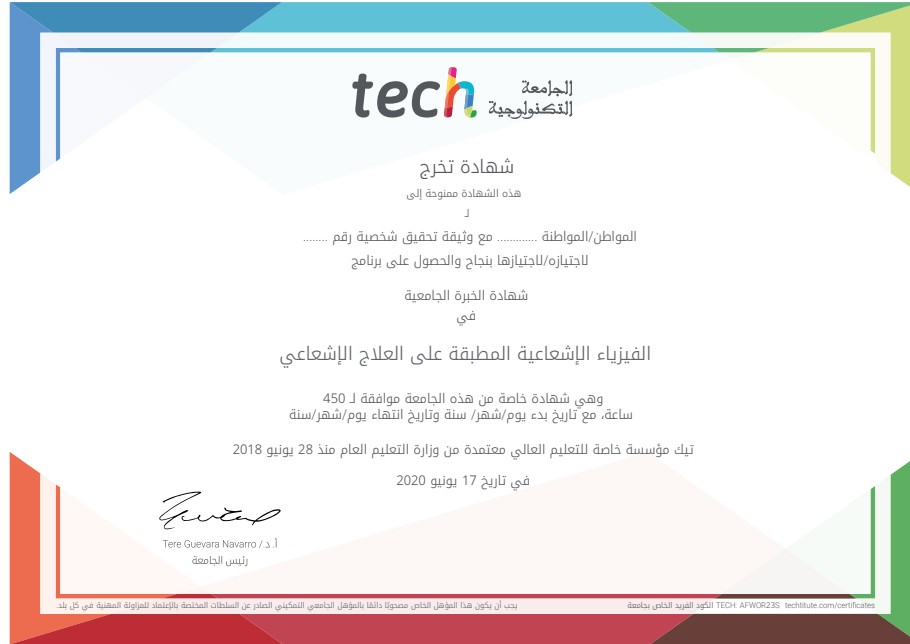 tech الجامعة
التكنولوجية
شهادة تخرج
هذه الشهادة ممنوحة إلى
لـ
المواطن/المواطنة ............ مع وثيقة تحقيق شخصية رقم ........
لاجتيازه/لاجتيازها بنجاح والحصول على برنامج
شهادة الخبرة الجامعية
في
الفيزياء الإشعاعية المطبقة على العلاج الإشعاعي
وهي شهادة خاصة من هذه الجامعة موافقة لـ 450
ساعة، مع تاريخ بدء يوم/شهر/ سنة وتاريخ انتهاء يوم/شهر/سنة
تيك مؤسسة خاصة للتعليم العالي معتمدة من وزارة التعليم العام منذ 28 يونيو 2018
في تاريخ 17 يونيو 2020
أ. د./ Tere Guevara Navarro
رئيس الجامعة
يجب أن يكون هذا المؤهل الخاص مصحوبًا دائمًا بالمؤهل الجامعي التمكيني الصادر عن السلطات المختصة بالإعتماد للمزاولة المهنية في كل بلد.
الكود الفريد الخاص بجامعة TECH: AFWOR23S techtitute.com/certificates